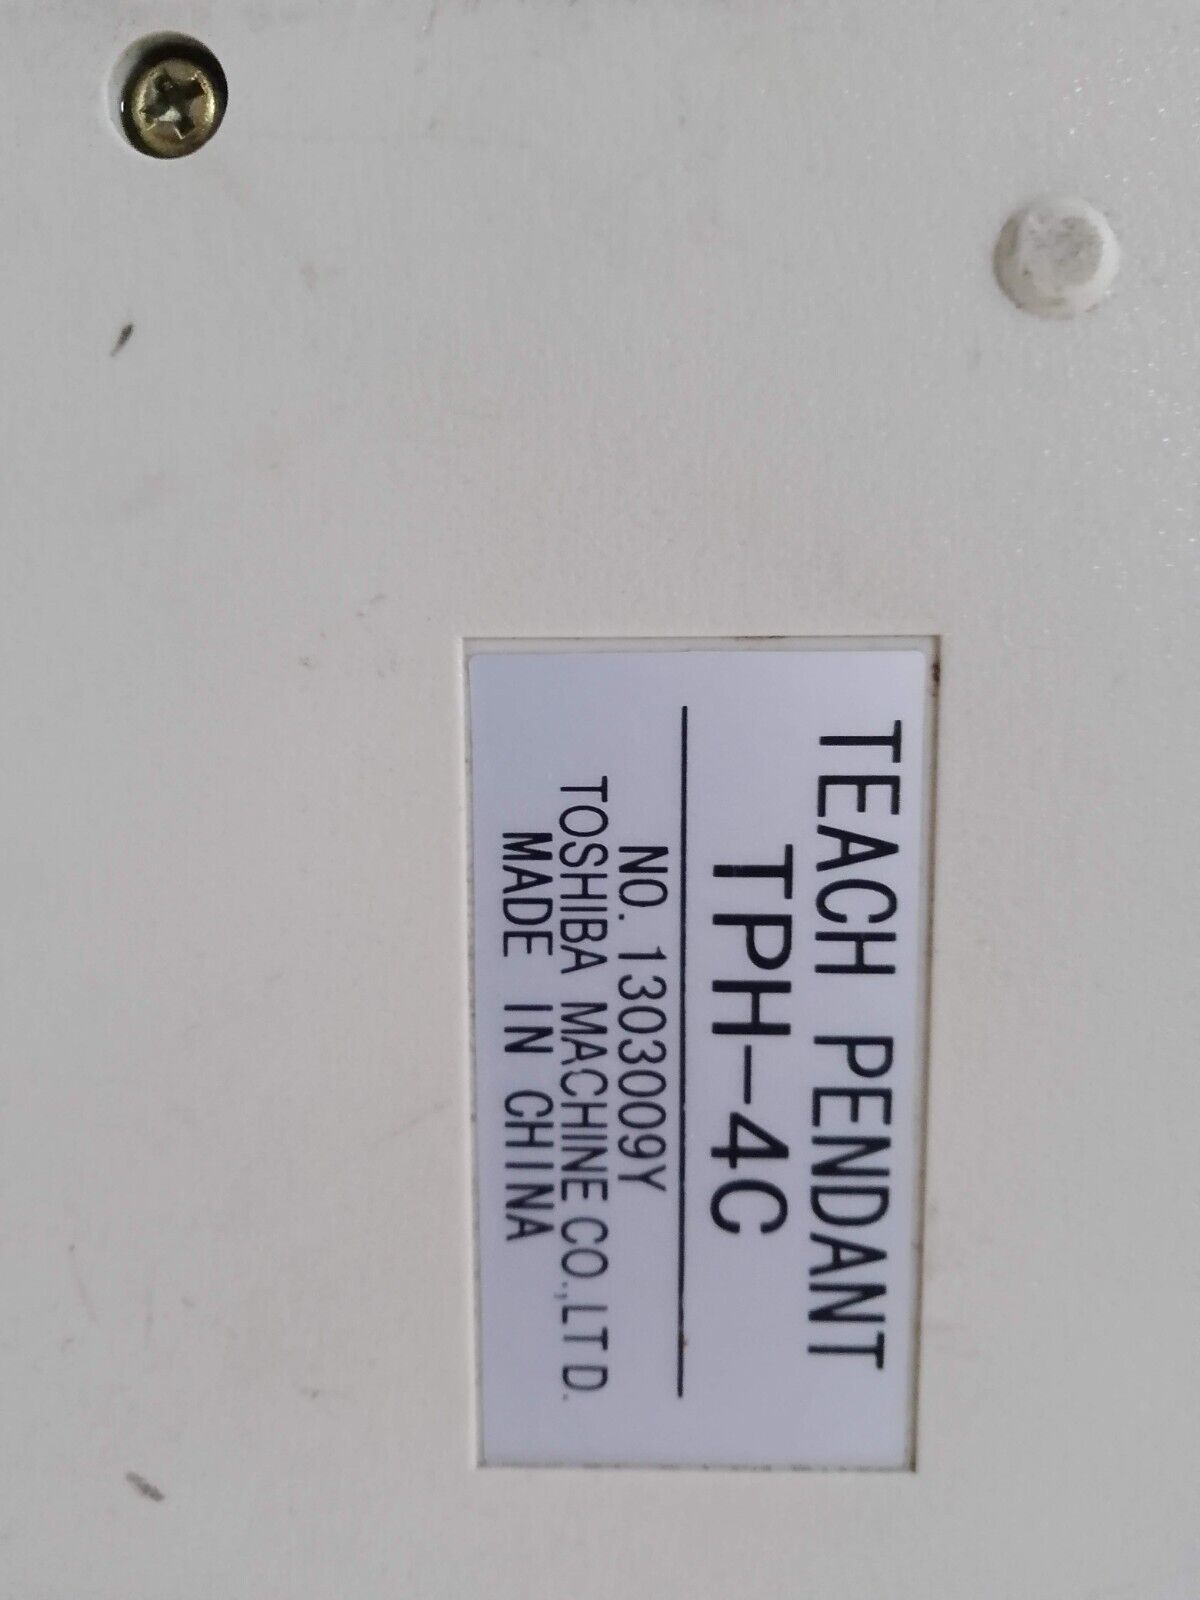 TEACH PENDANT
TPH-4C
NO. 1303009Y
TOSHIBA MACHINE CO.,LTD.
MADE IN CHINA